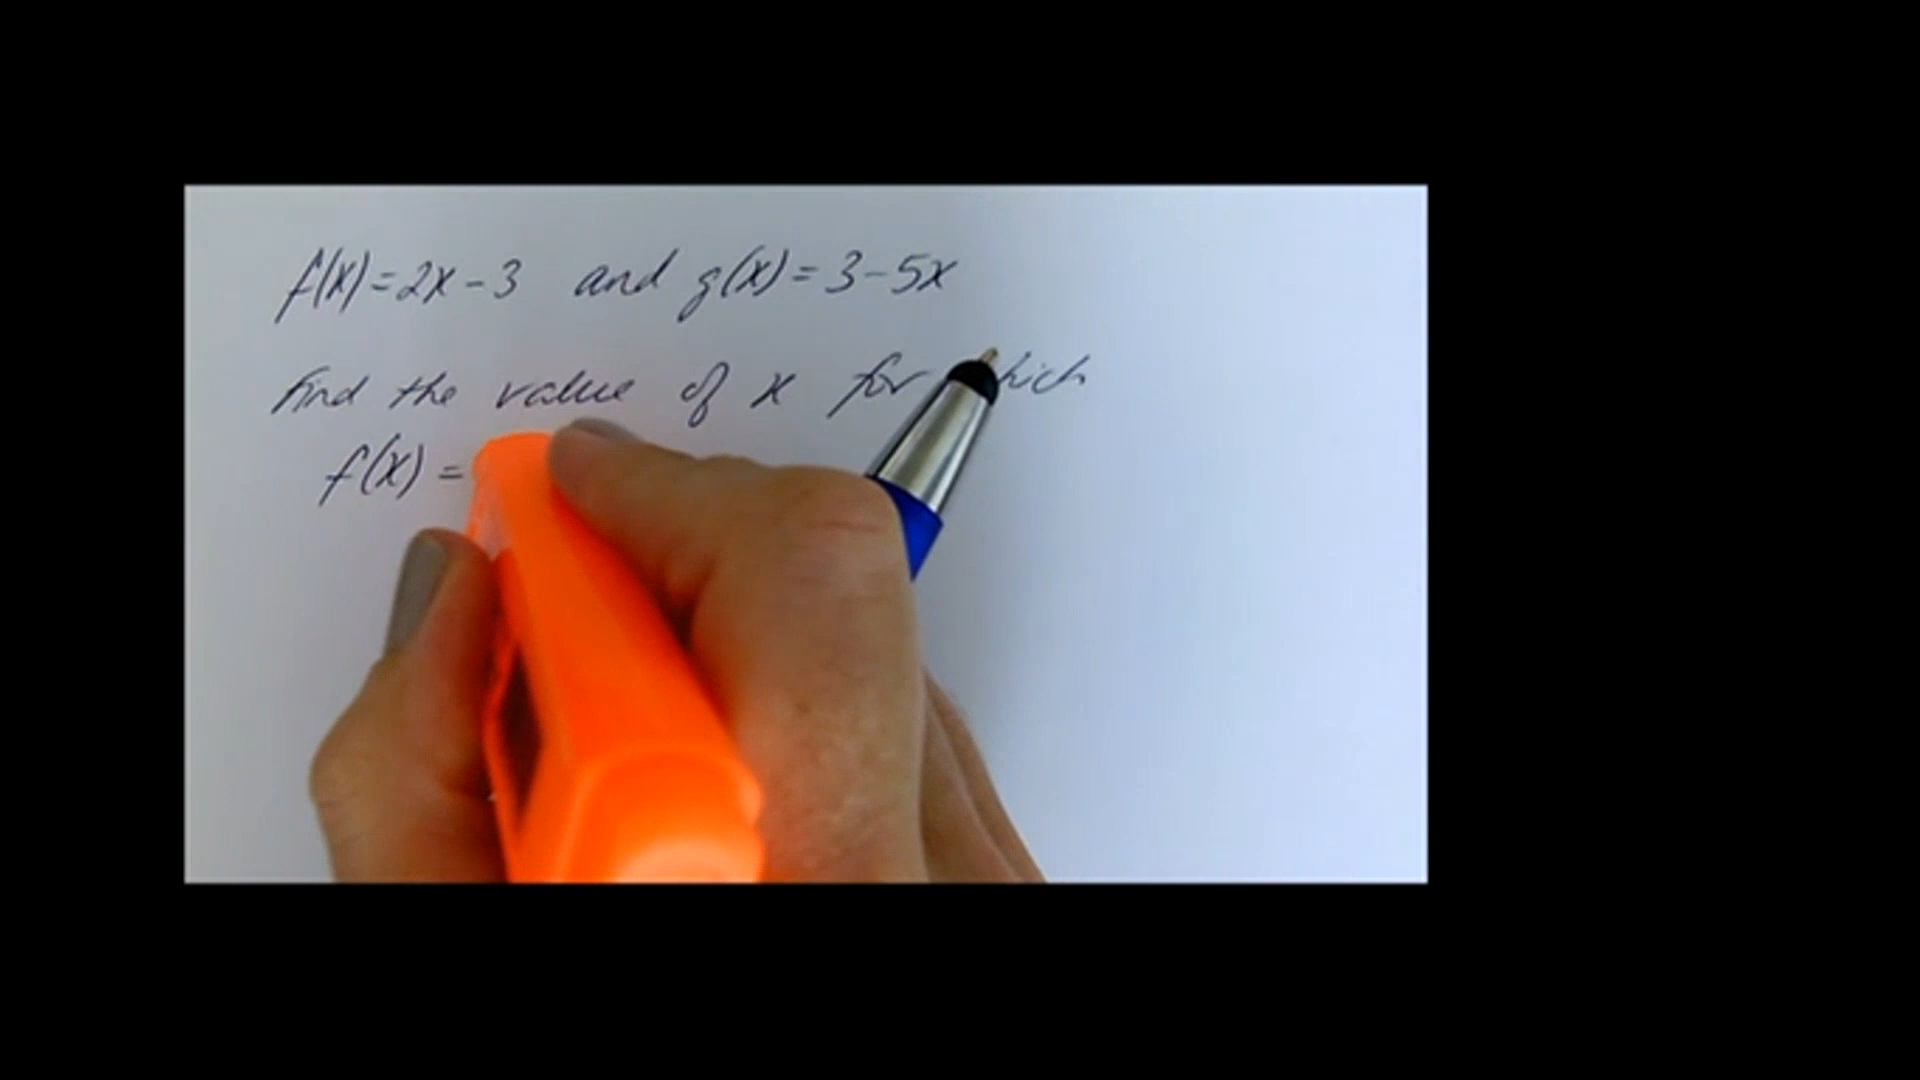 f(x)=2x-3 and g(x)=3-5x
Find the value of x for
f(x) =